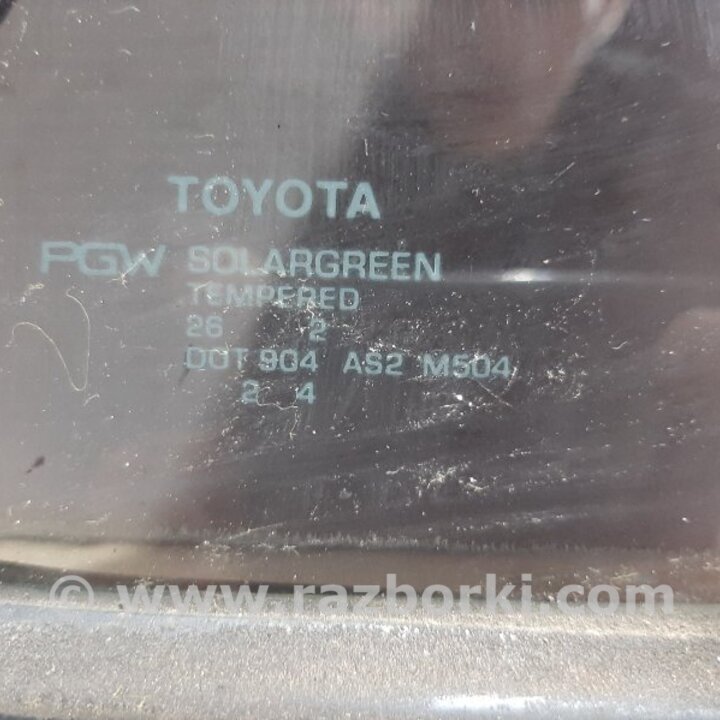 TOYOTA
PGW SOLARGREEN
TEMPERED
26 2
DOT 904 AS2 M504
2 4
© www.razborki.com